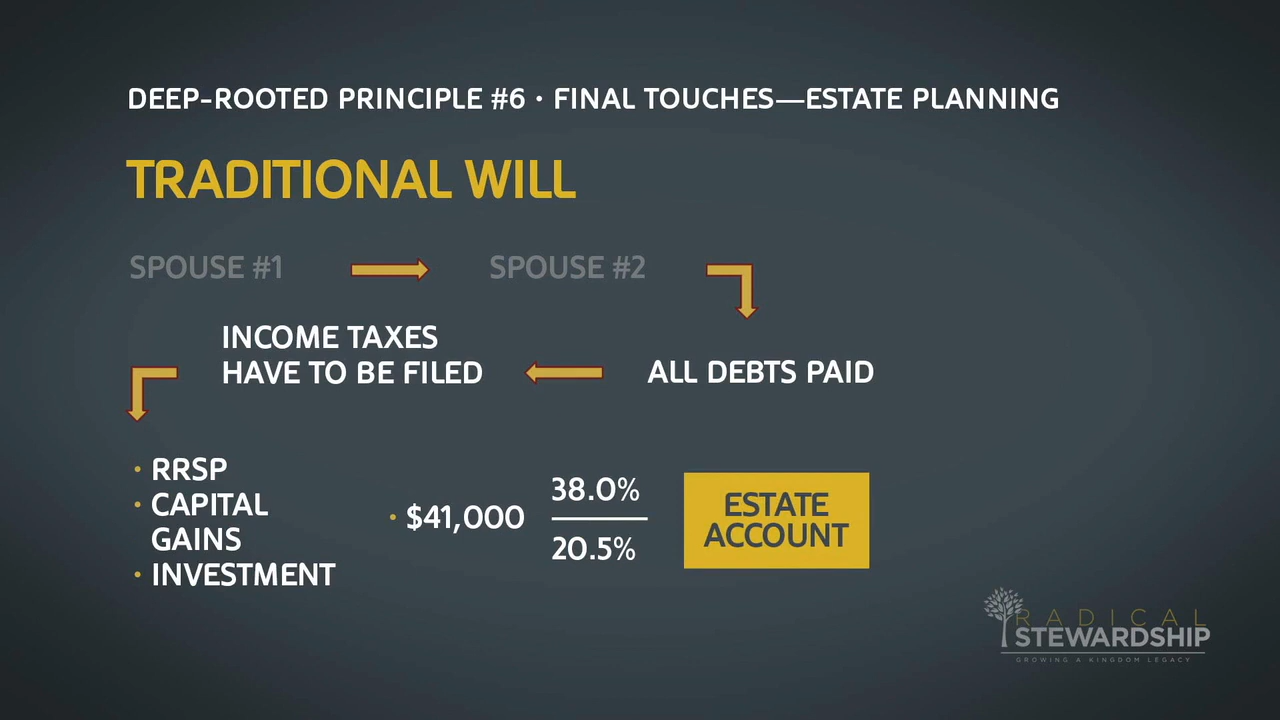 DEEP-ROOTED PRINCIPLE #6 • FINAL TOUCHES—ESTATE PLANNING
TRADITIONAL WILL
SPOUSE #1
SPOUSE #2
INCOME TAXES
HAVE TO BE FILED
ALL DEBTS PAID
• RRSP
• CAPITAL
GAINS
• INVESTMENT
• $41,000
38.0%
20.5%
ESTATE
ACCOUNT
RADICAL
STEWARDSHIP
GROWING A KINGDOM LEGACY